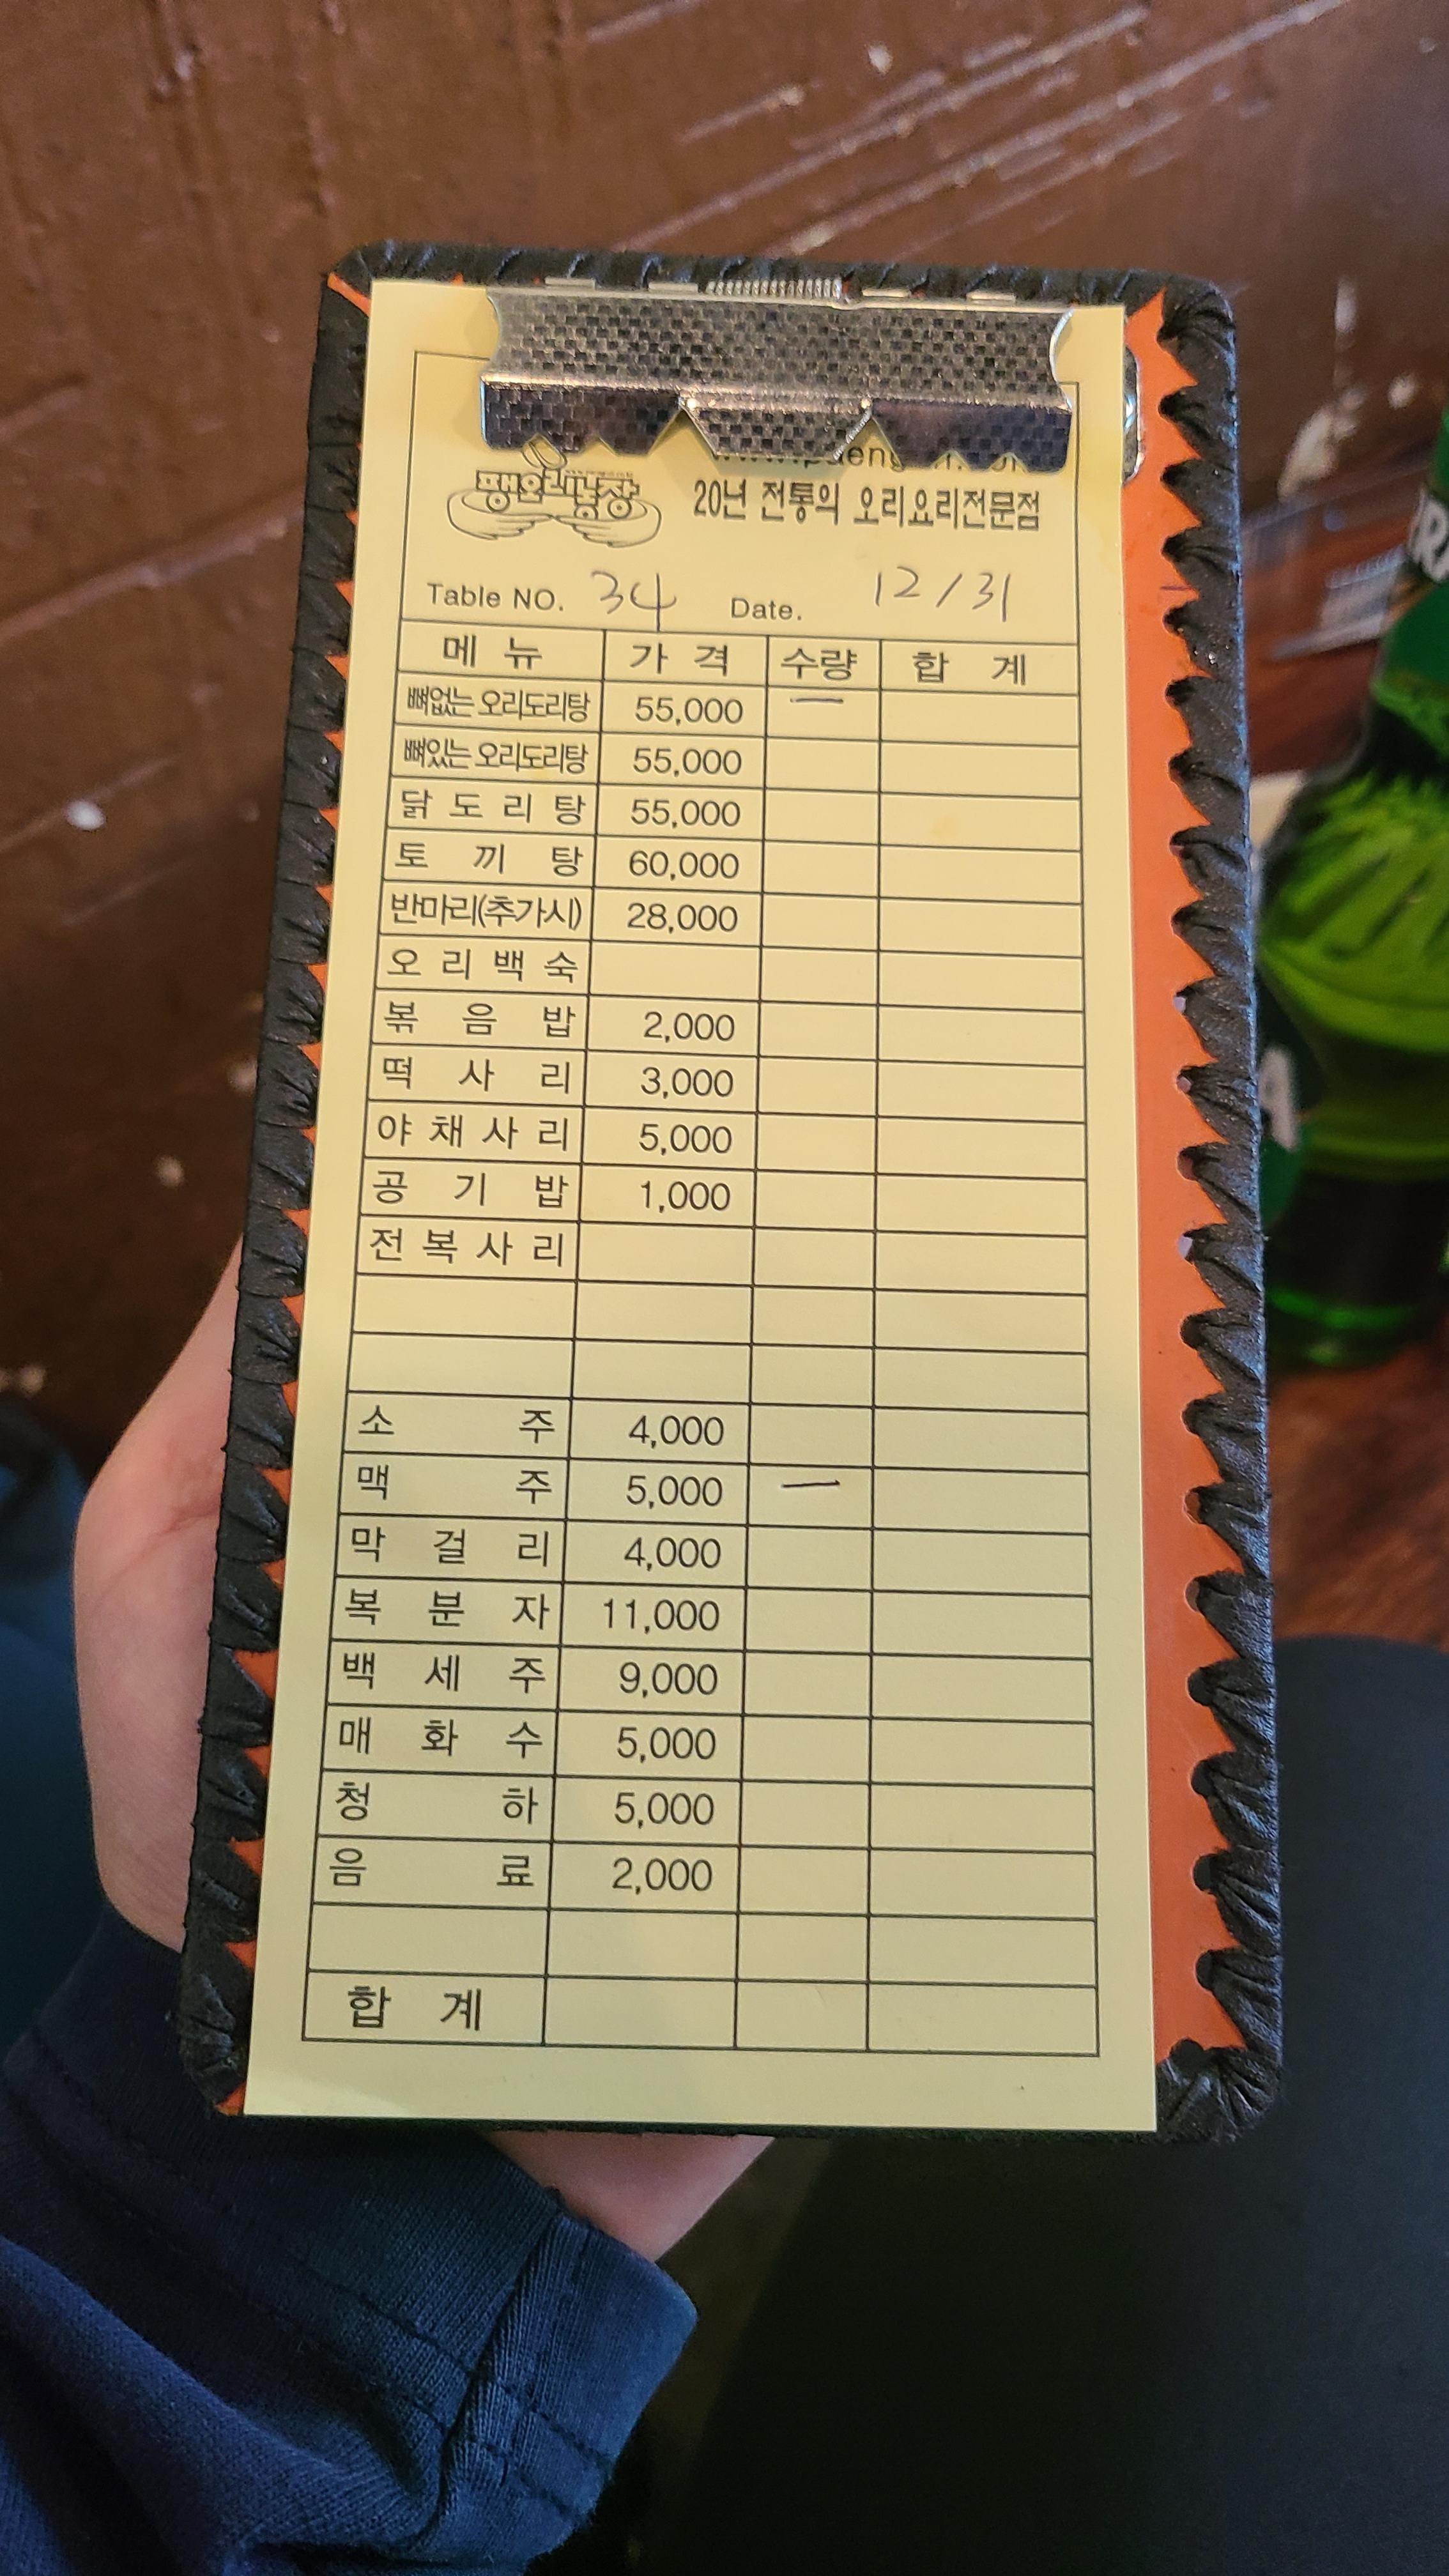 팽오리농장
20년 전통의 오리요리전문점
Table NO. 34 Date. 12/31
메 뉴 가 격 수량 합 계
뼈없는 오리도리탕 55,000 一
뼈있는 오리도리탕 55,000
닭도리탕 55,000
토끼탕 60,000
반마리(추가시) 28,000
오리백숙
볶음밥 2,000
떡사리 3,000
야채사리 5,000
공기밥 1,000
전복사리
소주 4,000
맥주 5,000 一
막걸리 4,000
복분자 11,000
백세주 9,000
매화수 5,000
청하 5,000
음료 2,000
합 계